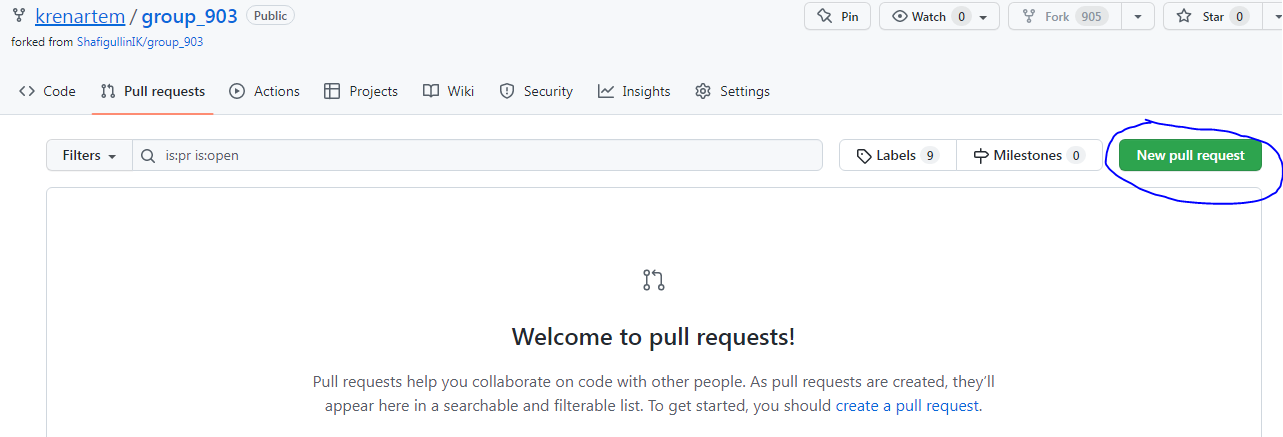 krenartem / group_903 Public Pin Watch 0 Fork 905 Star 0
forked from ShafigullinIK/group_903
Code Pull requests Actions Projects Wiki Security Insights Settings
Filters is:pr is:open Labels 9 Milestones 0 New pull request
Welcome to pull requests!
Pull requests help you collaborate on code with other people. As pull requests are created, they’ll
appear here in a searchable and filterable list. To get started, you should create a pull request.